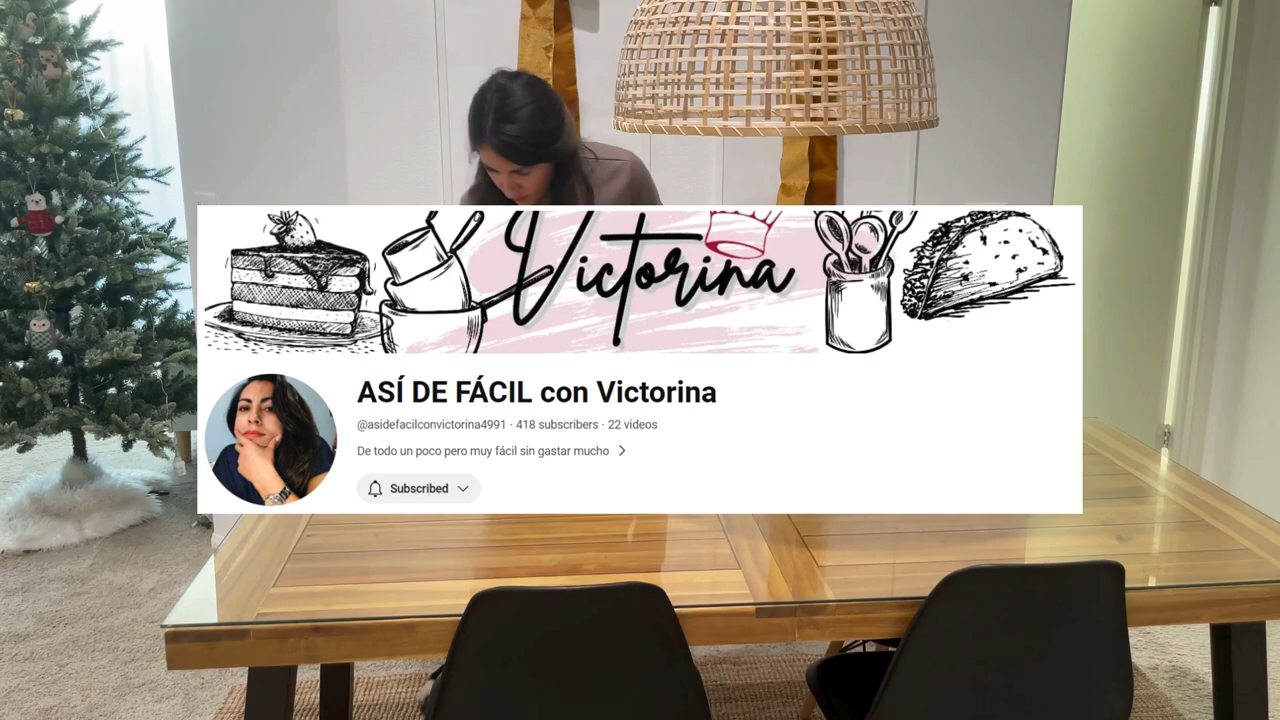 Victorina
ASÍ DE FÁCIL con Victorina
@asidefacilconvictorina4991 · 418 subscribers · 22 videos
De todo un poco pero muy fácil sin gastar mucho
Subscribed